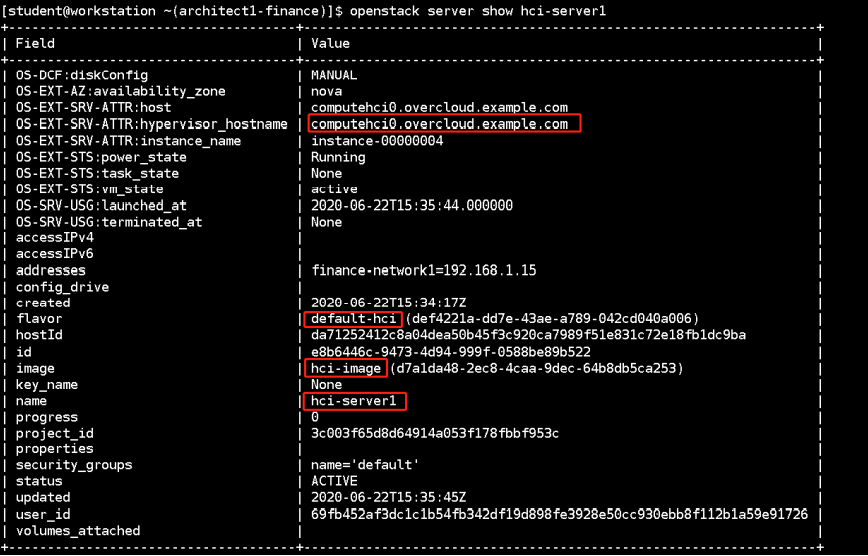 [student@workstation ~(architect1-finance)]$ openstack server show hci-server1
+-------------------------------------+----------------------------------------------------------------+
| Field | Value |
+-------------------------------------+----------------------------------------------------------------+
| OS-DCF:diskConfig | MANUAL |
| OS-EXT-AZ:availability_zone | nova |
| OS-EXT-SRV-ATTR:host | computehci0.overcloud.example.com |
| OS-EXT-SRV-ATTR:hypervisor_hostname | computehci0.overcloud.example.com |
| OS-EXT-SRV-ATTR:instance_name | instance-00000004 |
| OS-EXT-STS:power_state | Running |
| OS-EXT-STS:task_state | None |
| OS-EXT-STS:vm_state | active |
| OS-SRV-USG:launched_at | 2020-06-22T15:35:44.000000 |
| OS-SRV-USG:terminated_at | None |
| accessIPv4 | |
| accessIPv6 | |
| addresses | finance-network1=192.168.1.15 |
| config_drive | |
| created | 2020-06-22T15:34:17Z |
| flavor | default-hci (def4221a-dd7e-43ae-a789-042cd040a006) |
| hostId | da71252412c8a04dea50b45f3c920ca7989f51e831c72e18fb1dc9ba |
| id | e8b6446c-9473-4d94-999f-0588be89b522 |
| image | hci-image (d7a1da48-2ec8-4caa-9dec-64b8db5ca253) |
| key_name | None |
| name | hci-server1 |
| progress | 0 |
| project_id | 3c003f65d8d64914a053f178fbbf953c |
| properties | |
| security_groups | name='default' |
| status | ACTIVE |
| updated | 2020-06-22T15:35:45Z |
| user_id | 69fb452af3dc1c1b54fb342df19d898fe3928e50cc930ebb8f112b1a59e91726 |
| volumes_attached | |
+-------------------------------------+----------------------------------------------------------------+